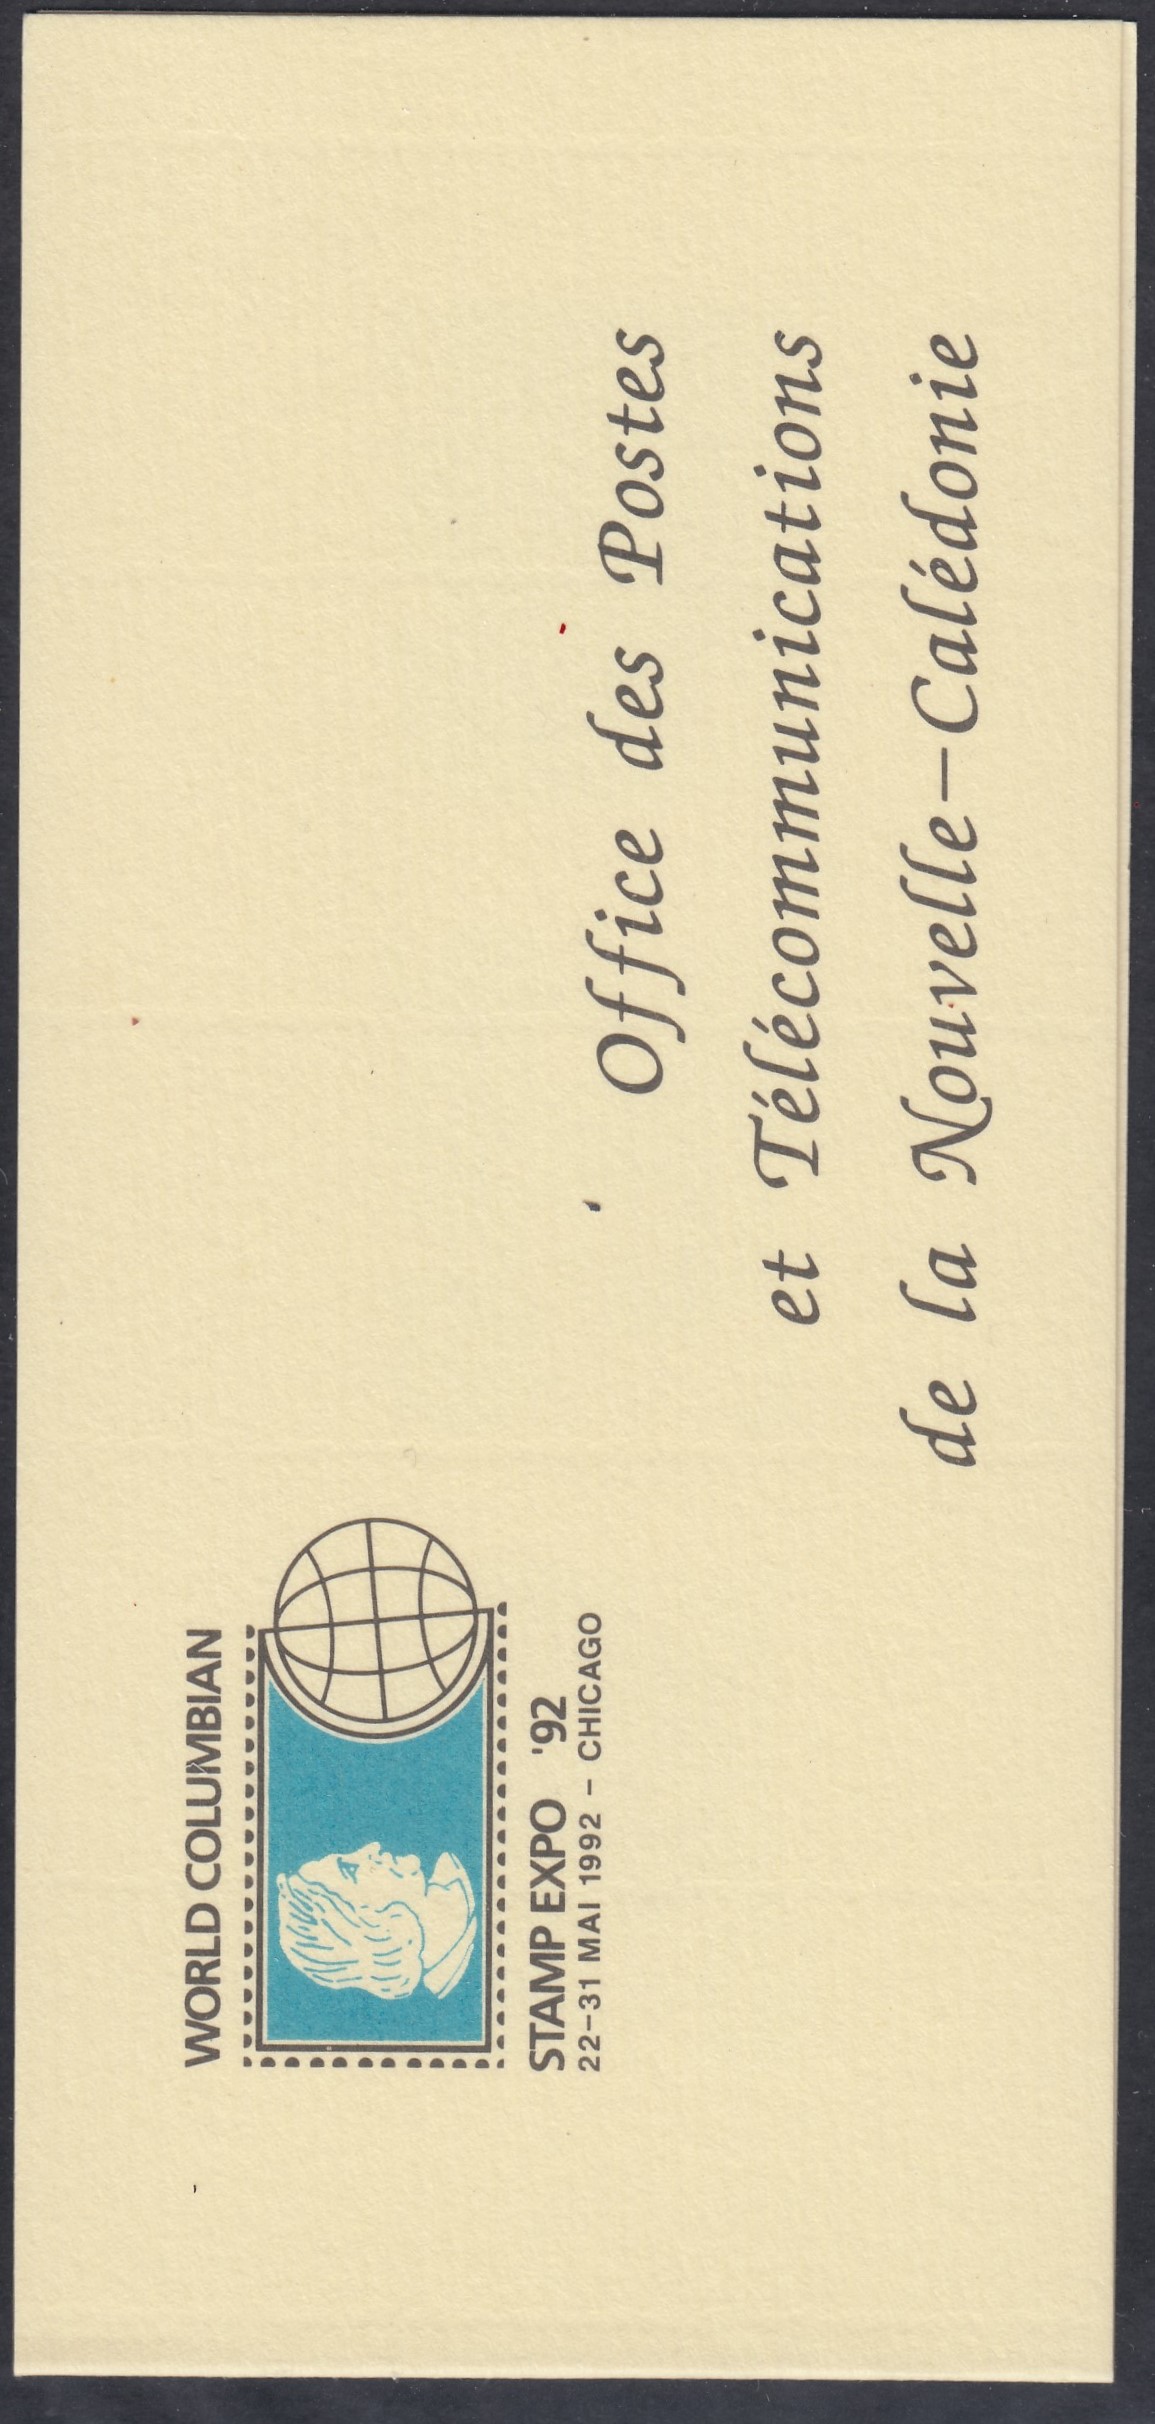 WORLD COLUMBIAN
STAMP EXPO '92
22-31 MAI 1992 - CHICAGO
Office des Postes
et Télécommunications
de la Nouvelle-Calédonie